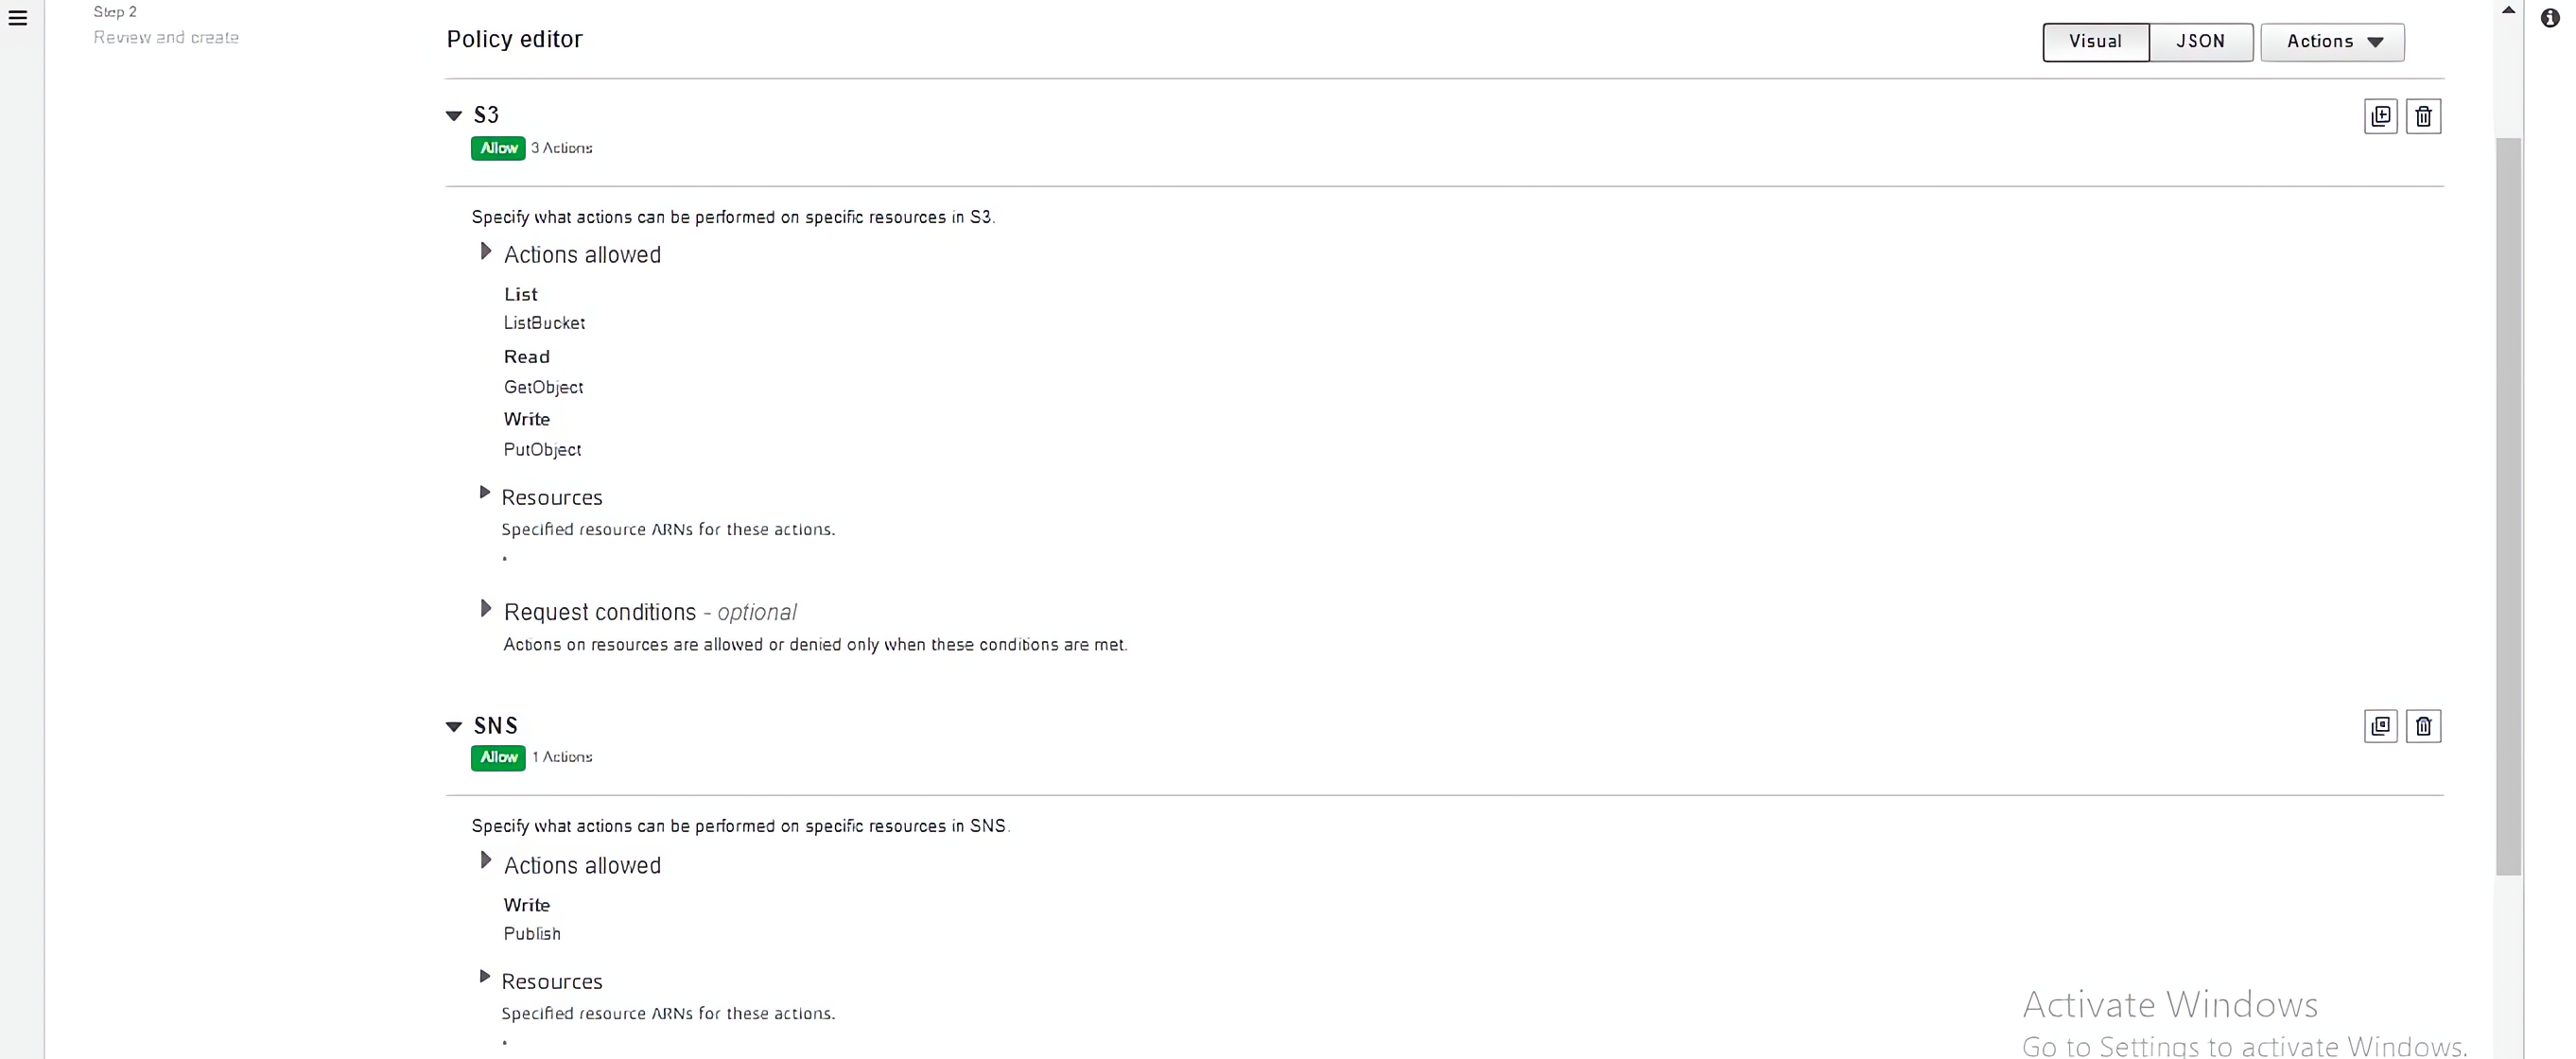 Step 2
Review and create
Policy editor
Visual
JSON
Actions
S3
Allow 3 Actions
Specify what actions can be performed on specific resources in S3.
Actions allowed
List
ListBucket
Read
GetObject
Write
PutObject
Resources
Specified resource ARNs for these actions.
Request conditions - optional
Actions on resources are allowed or denied only when these conditions are met.
SNS
Allow 1 Actions
Specify what actions can be performed on specific resources in SNS.
Actions allowed
Write
Publish
Resources
Specified resource ARNs for these actions.
Activate Windows
Go to Settings to activate Windows.